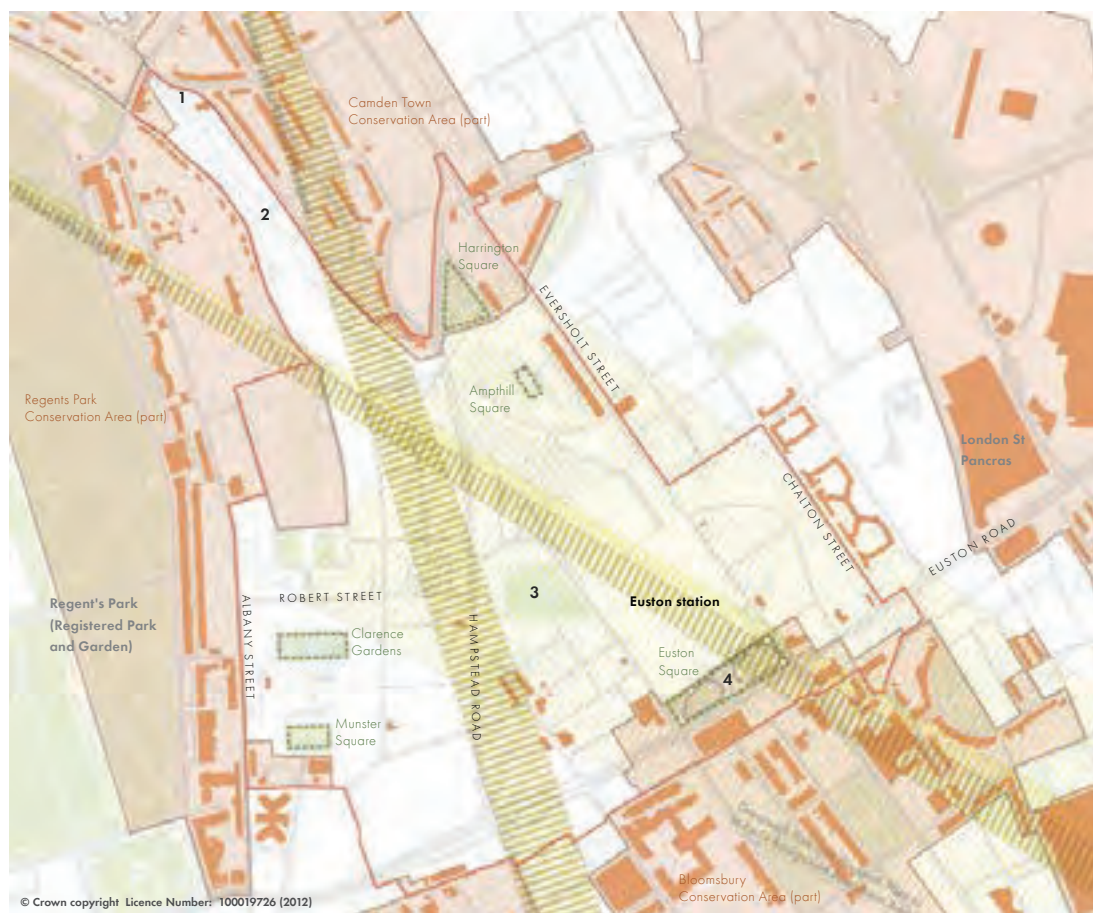 1
Camden Town
Conservation Area (part)
2
Harrington
Square
EVERSHOLT STREET
Ampthill
Square
Regents Park
Conservation Area (part)
London St
Pancras
CHALTON STREET
EUSTON ROAD
Regent's Park
(Registered Park
and Garden)
ALBANY STREET
ROBERT STREET
3
Euston station
Clarence
Gardens
HAMPSTEAD ROAD
Euston
Square
4
Munster
Square
Bloomsbury
Conservation Area (part)
© Crown copyright Licence Number: 100019726 (2012)